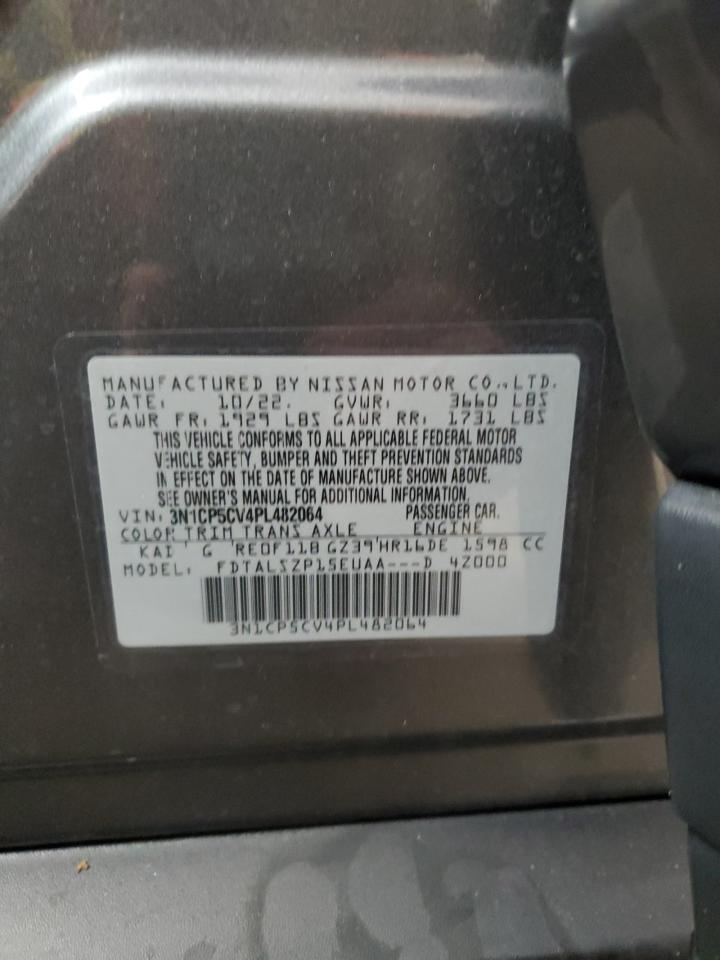 MANUFACTURED BY NISSAN MOTOR CO.,LTD.
DATE: 10/22. GVWR: 3660 LBS
GAWR FR: 1929 LBS GAWR RR: 1731 LBS
THIS VEHICLE CONFORMS TO ALL APPLICABLE FEDERAL MOTOR
VEHICLE SAFETY, BUMPER AND THEFT PREVENTION STANDARDS
IN EFFECT ON THE DATE OF MANUFACTURE SHOWN ABOVE.
SEE OWNER'S MANUAL FOR ADDITIONAL INFORMATION.
VIN: 3N1CP5CV4PL482064 PASSENGER CAR.
COLOR TRIM TRANS AXLE ENGINE
KAI G RE0F11B GZ39 HR16DE 1598 CC
MODEL: FDTALSZP15EUAA---D 4Z000
3N1CP5CV4PL482064